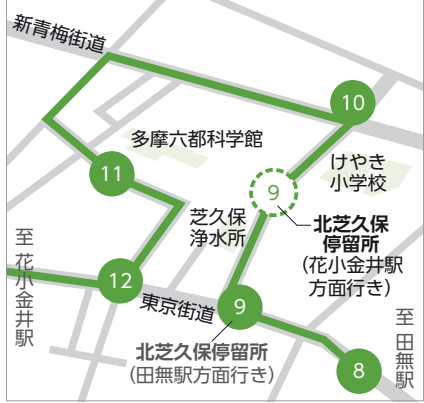 新青梅街道
10
多摩六都科学館
けやき
小学校
11
9
芝久保
浄水所
北芝久保
停留所
(花小金井駅
方面行き)
至 花小金井駅
12
東京街道
9
至 田無駅
北芝久保停留所
(田無駅方面行き)
8